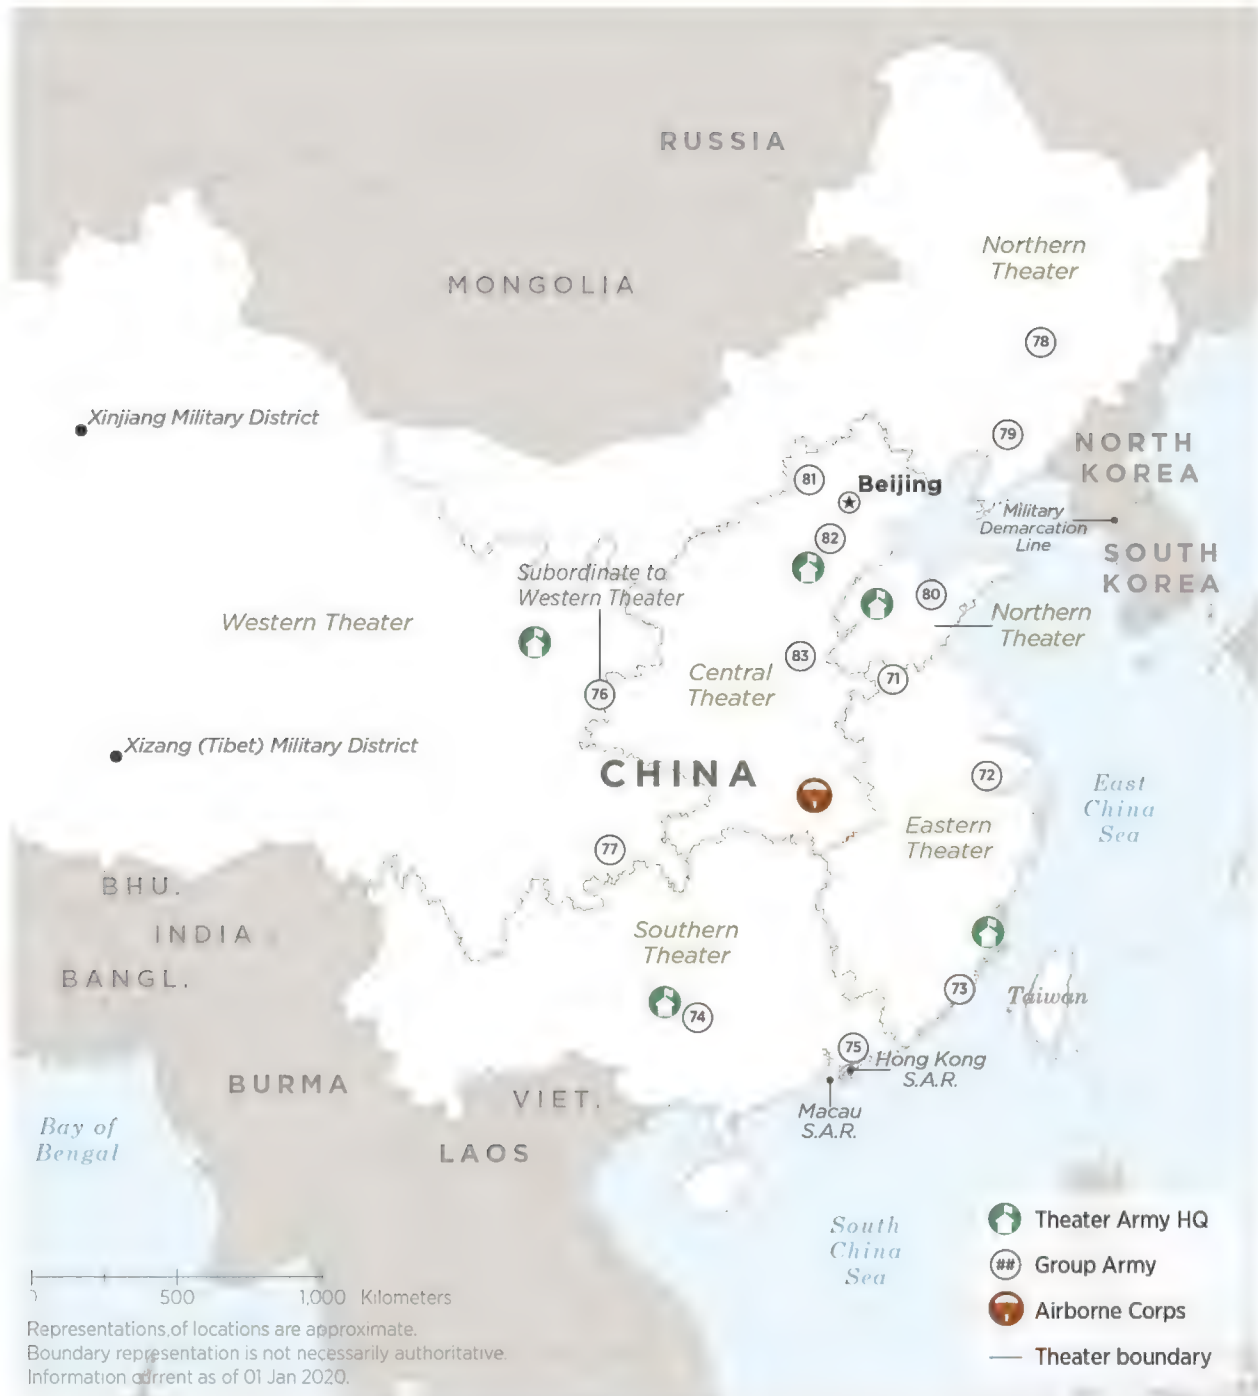 RUSSIA
MONGOLIA
Northern
Theater
78
Xinjiang Military District
79
NORTH
KOREA
81
Beijing
Military
Demarcation
Line
82
SOUTH
KOREA
Subordinate to
Western Theater
80
Northern
Theater
Western Theater
83
Central
Theater
71
76
Xizang (Tibet) Military District
CHINA
72
East
China
Sea
Eastern
Theater
77
BHU.
INDIA
BANGL.
Southern
Theater
73
Taiwan
74
75
Hong Kong
S.A.R.
BURMA
VIET.
Macau
S.A.R.
Bay of
Bengal
LAOS
South
China
Sea
Theater Army HQ
## Group Army
Airborne Corps
Theater boundary
500 1,000 Kilometers
Representations of locations are approximate.
Boundary representation is not necessarily authoritative.
Information current as of 01 Jan 2020.